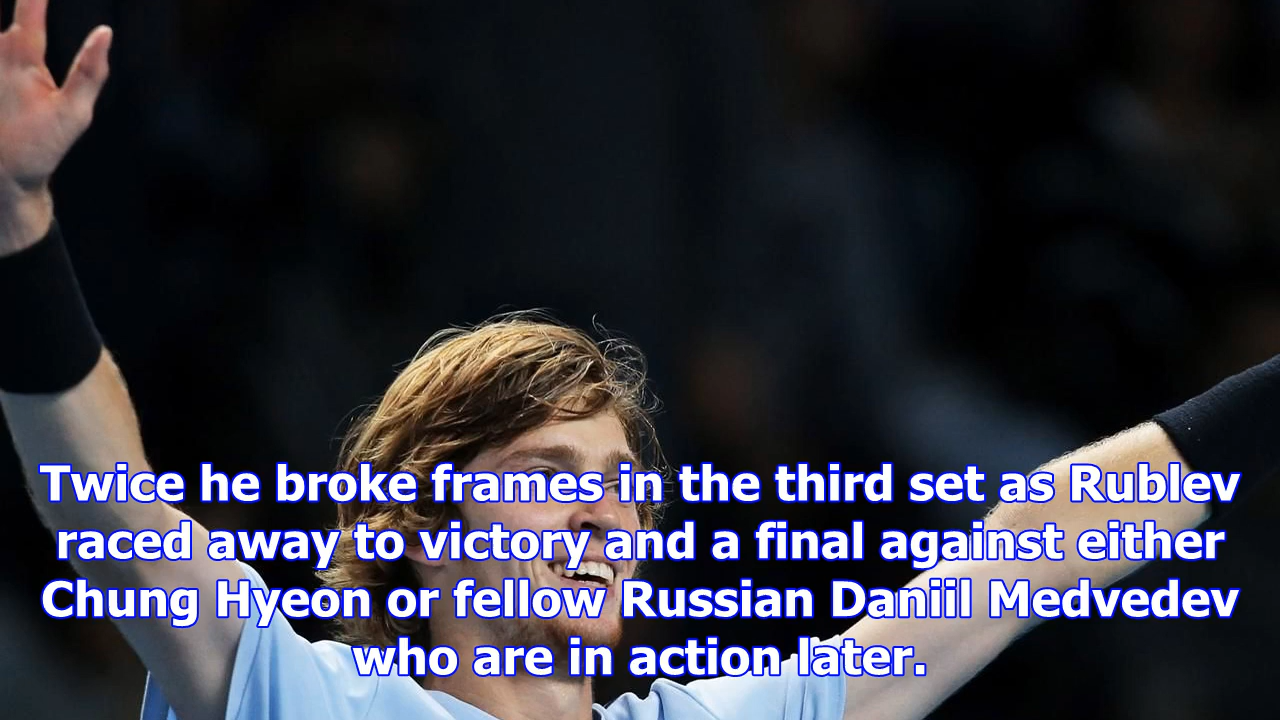 Twice he broke frames in the third set as Rublev
raced away to victory and a final against either
Chung Hyeon or fellow Russian Daniil Medvedev
who are in action later.